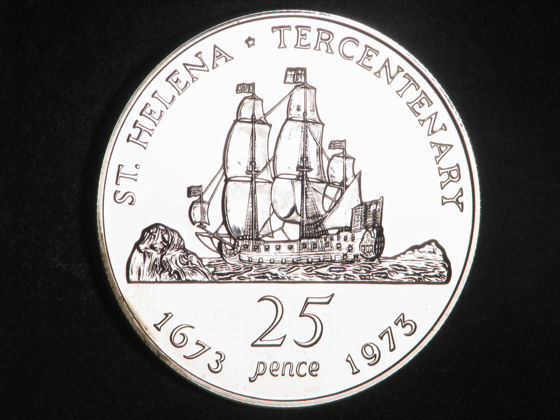 ST. HELENA ★ TERCENTENARY
25
pence
1673
1973